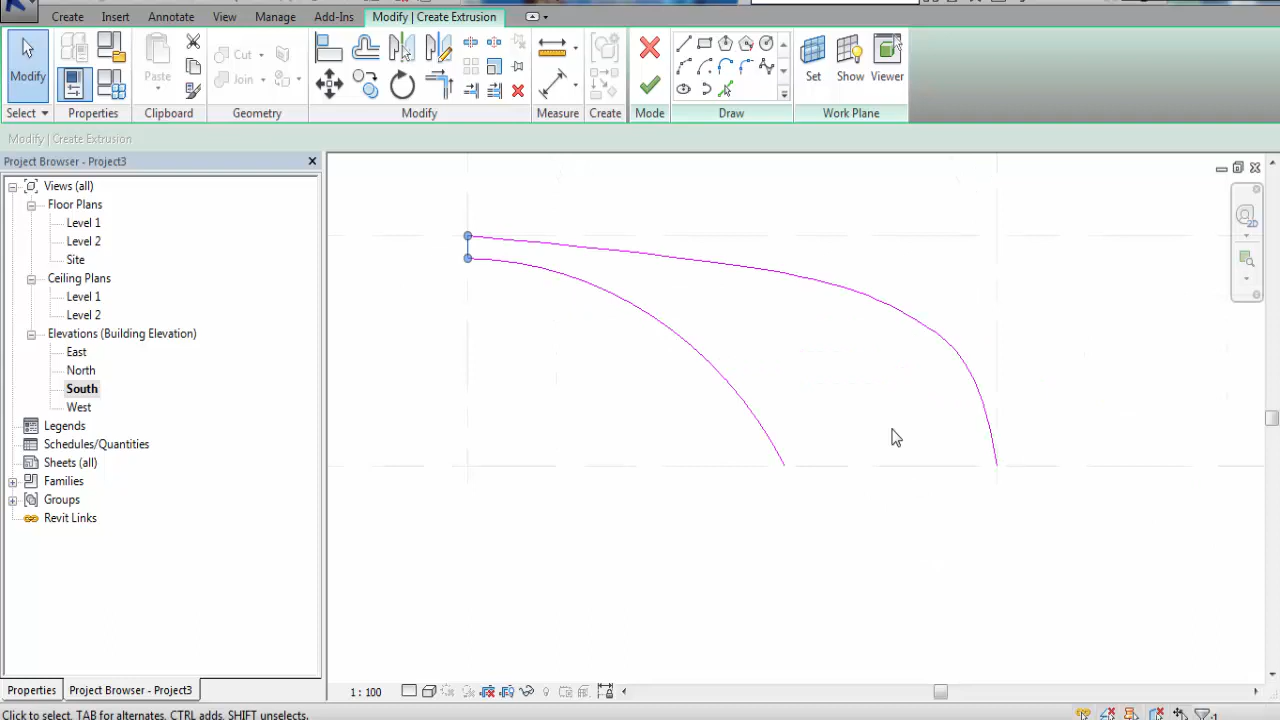 Create Insert Annotate View Manage Add-Ins Modify | Create Extrusion
Modify Paste Cut Join Set Show Viewer
Select Properties Clipboard Geometry Modify Measure Create Mode Draw Work Plane
Modify | Create Extrusion
Project Browser - Project3
Views (all)
Floor Plans
Level 1
Level 2
Site
Ceiling Plans
Level 1
Level 2
Elevations (Building Elevation)
East
North
South
West
Legends
Schedules/Quantities
Sheets (all)
Families
Groups
Revit Links
2D
Properties Project Browser - Project3 1 : 100
Click to select, TAB for alternates, CTRL adds, SHIFT unselects.